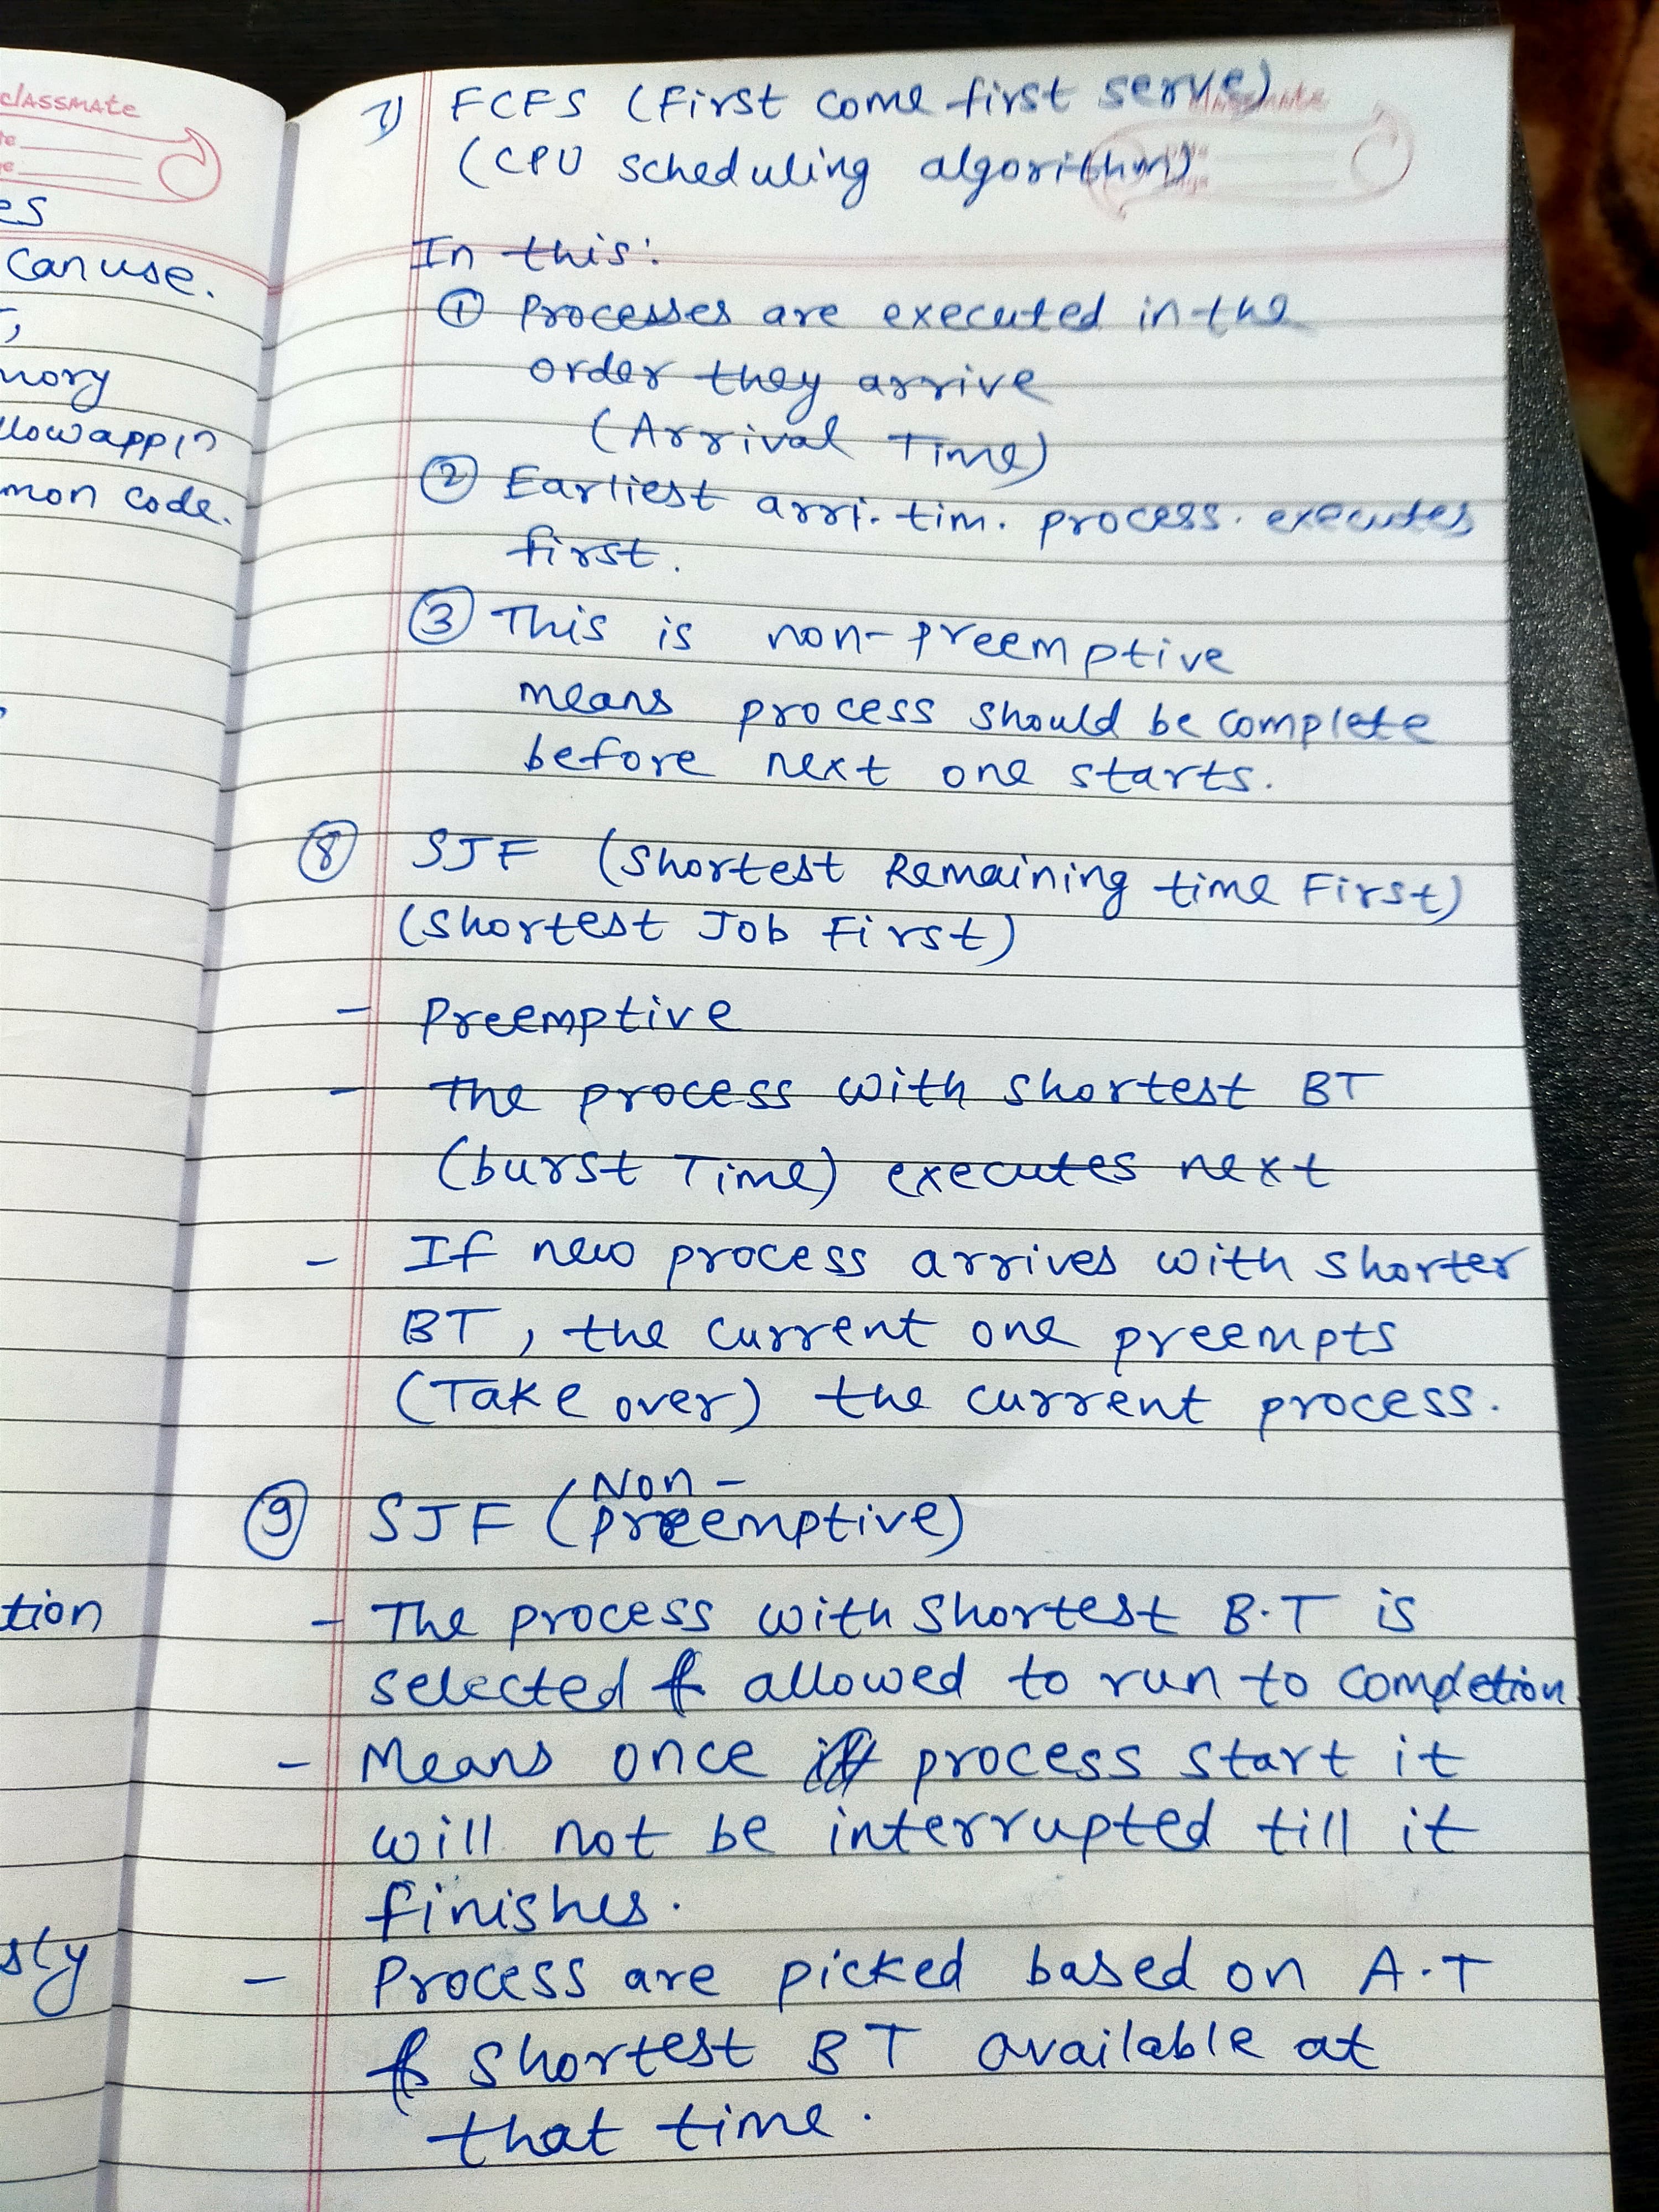 classmate
es
can use.
mory
mon code.
tion
sly
7) FCFS (First come first serve)
(CPU scheduling algorithm)
In this:
① Processes are executed in the
order they arrive
(Arrival Time)
② Earliest arri. tim. process. executes
first.
③ This is non-preemptive
means process should be complete
before next one starts.
⑧ SJF (Shortest Remaining time First)
(Shortest Job First)
- Preemptive
- The process with shortest BT
(burst Time) executes next
- If new process arrives with shorter
BT, the current one preempts
(Take over) the current process.
⑨ SJF (Non-
preemptive)
- The process with shortest B.T is
selected & allowed to run to completion
- Means once process start it
will not be interrupted till it
finishes.
- Process are picked based on A.T
& shortest BT available at
that time.